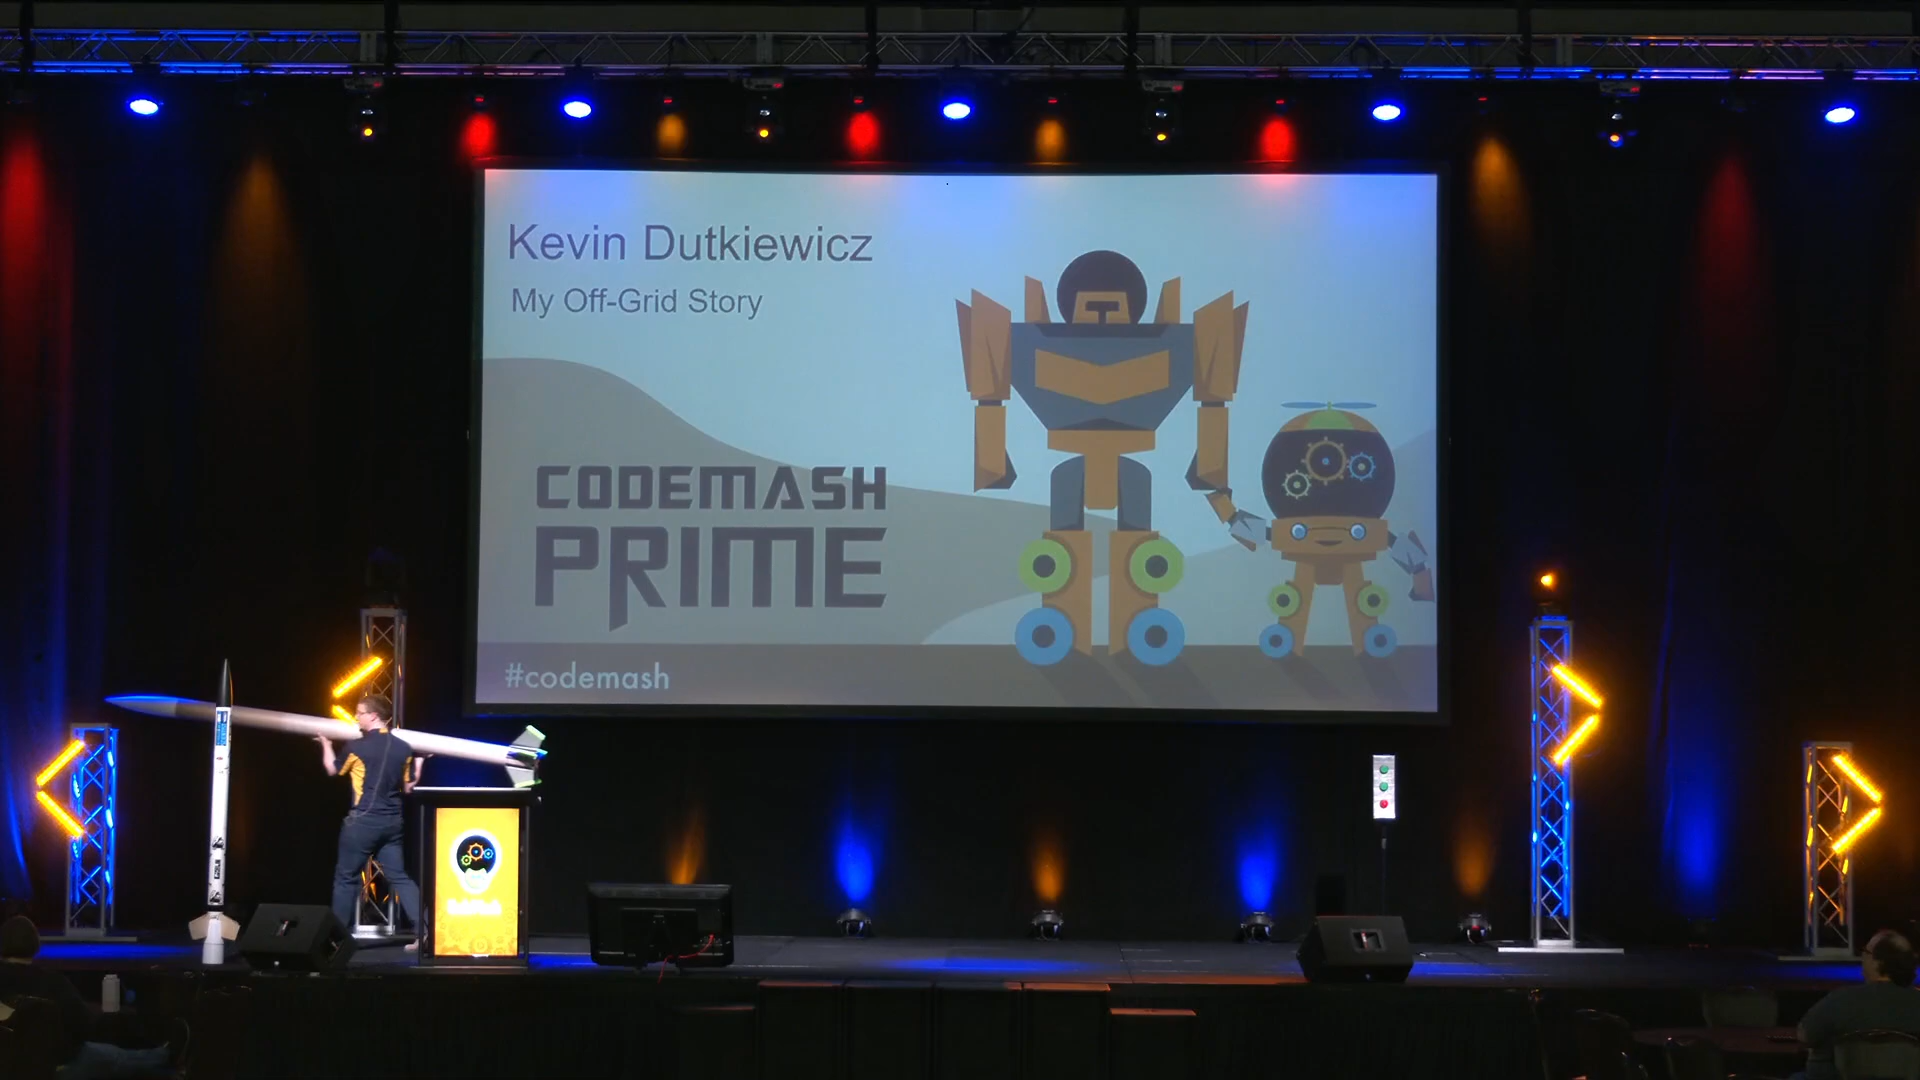 Kevin Dutkiewicz
My Off-Grid Story
CODEMASH
PRIME
#codemash